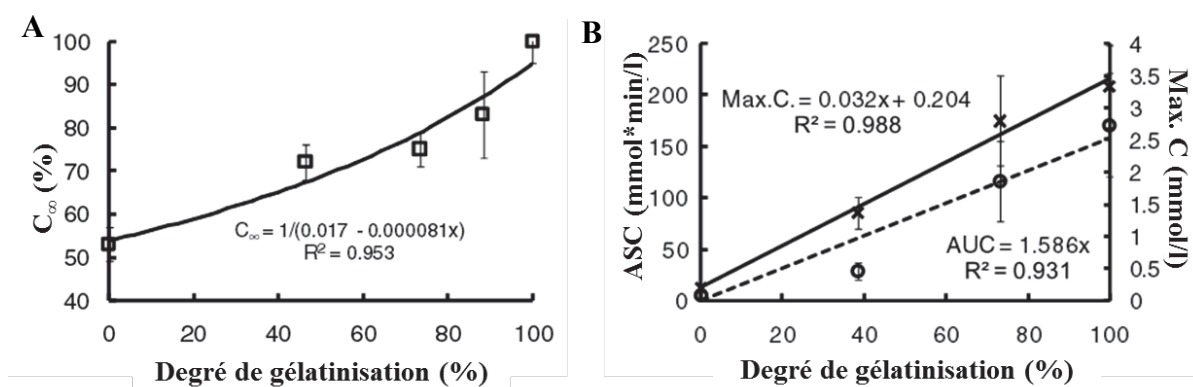 A
100
90
80
70
60
50
40
C∞ (%)
C∞ = 1/(0.017 - 0.000081x)
R² = 0.953
0 20 40 60 80 100
Degré de gélatinisation (%)
B
250
200
150
100
50
0
ASC (mmol*min/l)
Max.C. = 0.032x + 0.204
R² = 0.988
AUC = 1.586x
R² = 0.931
4
3.5
3
2.5
2
1.5
1
0.5
0
Max. C (mmol/l)
0 20 40 60 80 100
Degré de gélatinisation (%)